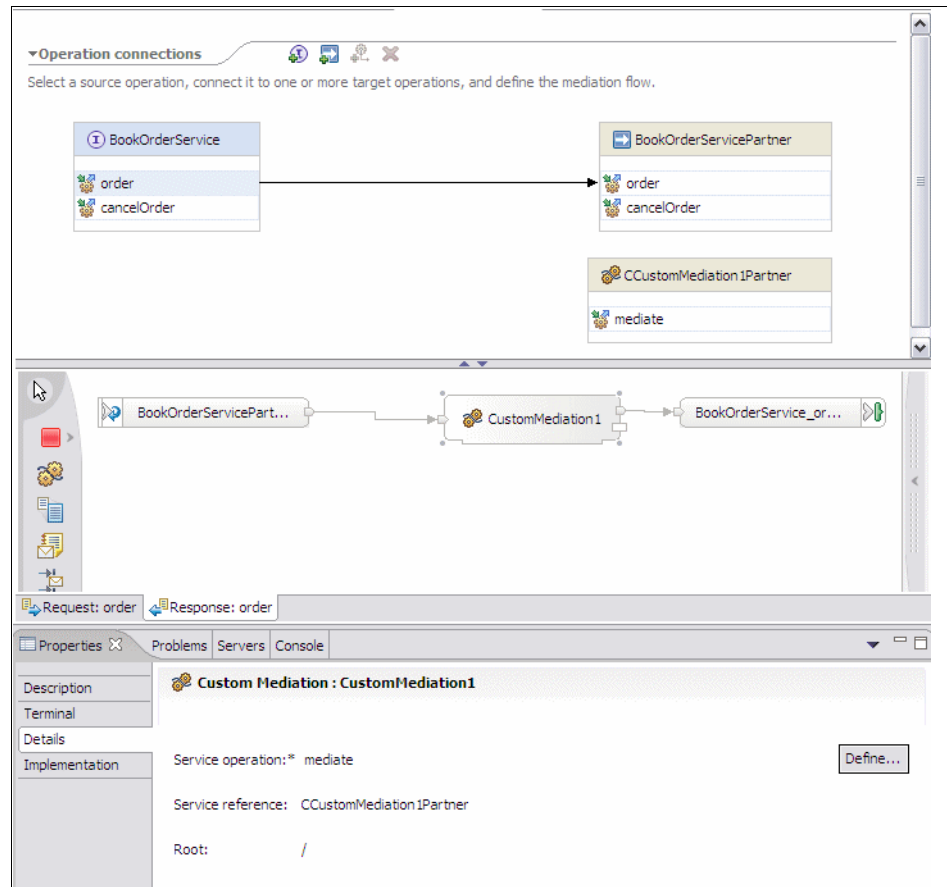 Operation connections
Select a source operation, connect it to one or more target operations, and define the mediation flow.
I BookOrderService
BookOrderServicePartner
order
order
cancelOrder
cancelOrder
CCustomMediation1Partner
mediate
BookOrderServicePart...
CustomMediation1
BookOrderService_or...
Request: order
Response: order
Properties
Problems
Servers
Console
Description
Custom Mediation : CustomMediation1
Terminal
Details
Implementation
Service operation:* mediate
Define...
Service reference: CCustomMediation1Partner
Root: /